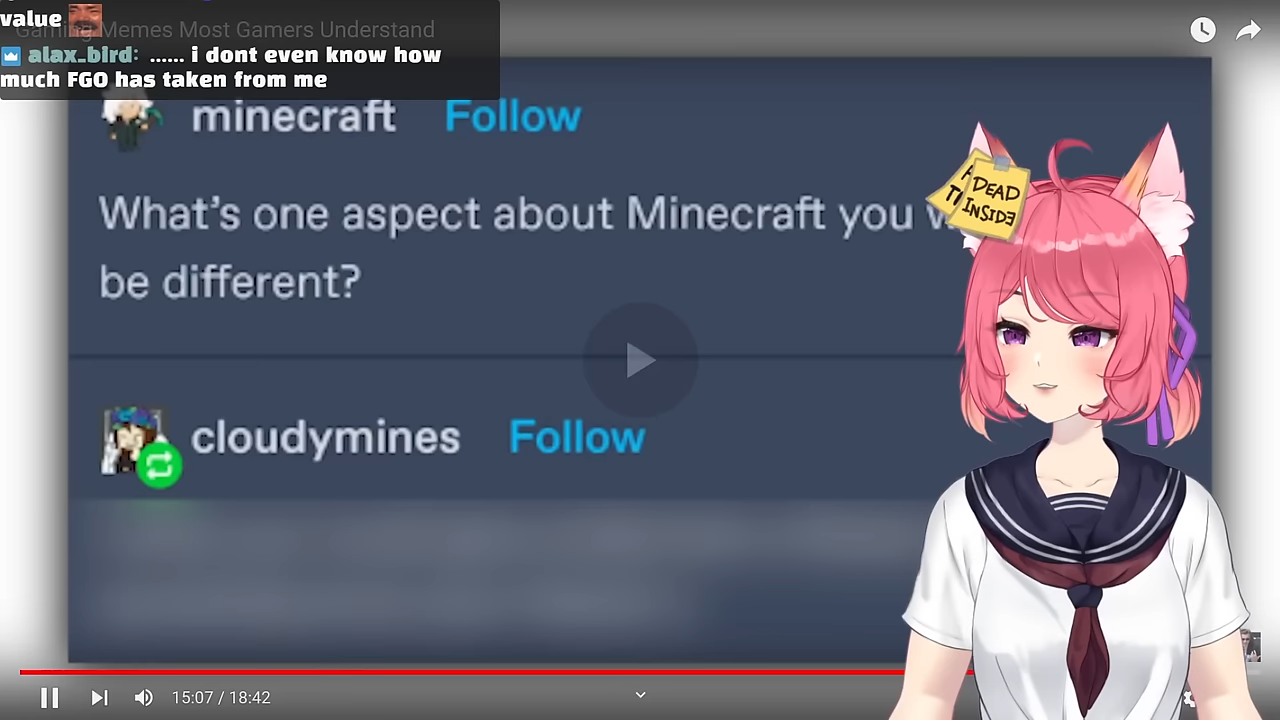 value
Gaming Memes Most Gamers Understand
alax_bird: ...... i dont even know how
much FGO has taken from me
minecraft Follow
What's one aspect about Minecraft you
be different?
DEAD
INSIDE
cloudymines Follow
15:07 / 18:42